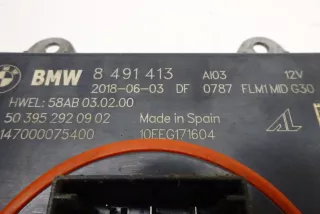 BMW 8 491 413 AI03 12V
2018-06-03 DF 0787 FLM1 MID G30
HWEL: 58AB 03.02.00
50 395 292 09 02 Made in Spain AL
147000075400 10FEG171604